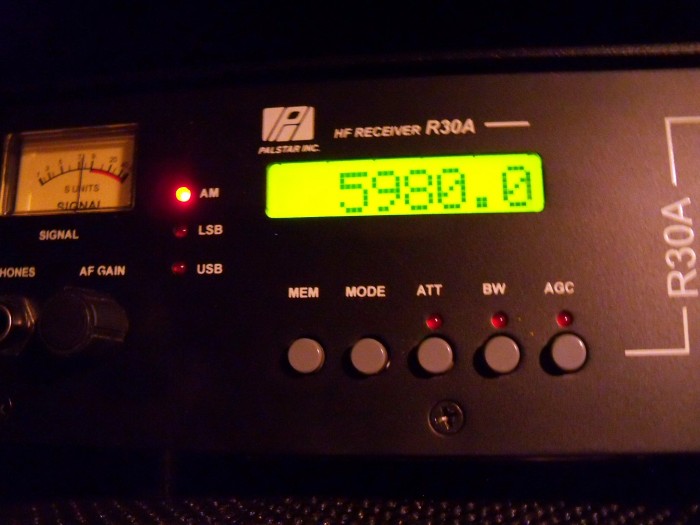 PALSTAR INC.
HF RECEIVER R30A
5980.0
S UNITS
SIGNAL
SIGNAL
AM
LSB
USB
HONES
AF GAIN
MEM MODE ATT BW AGC
R30A